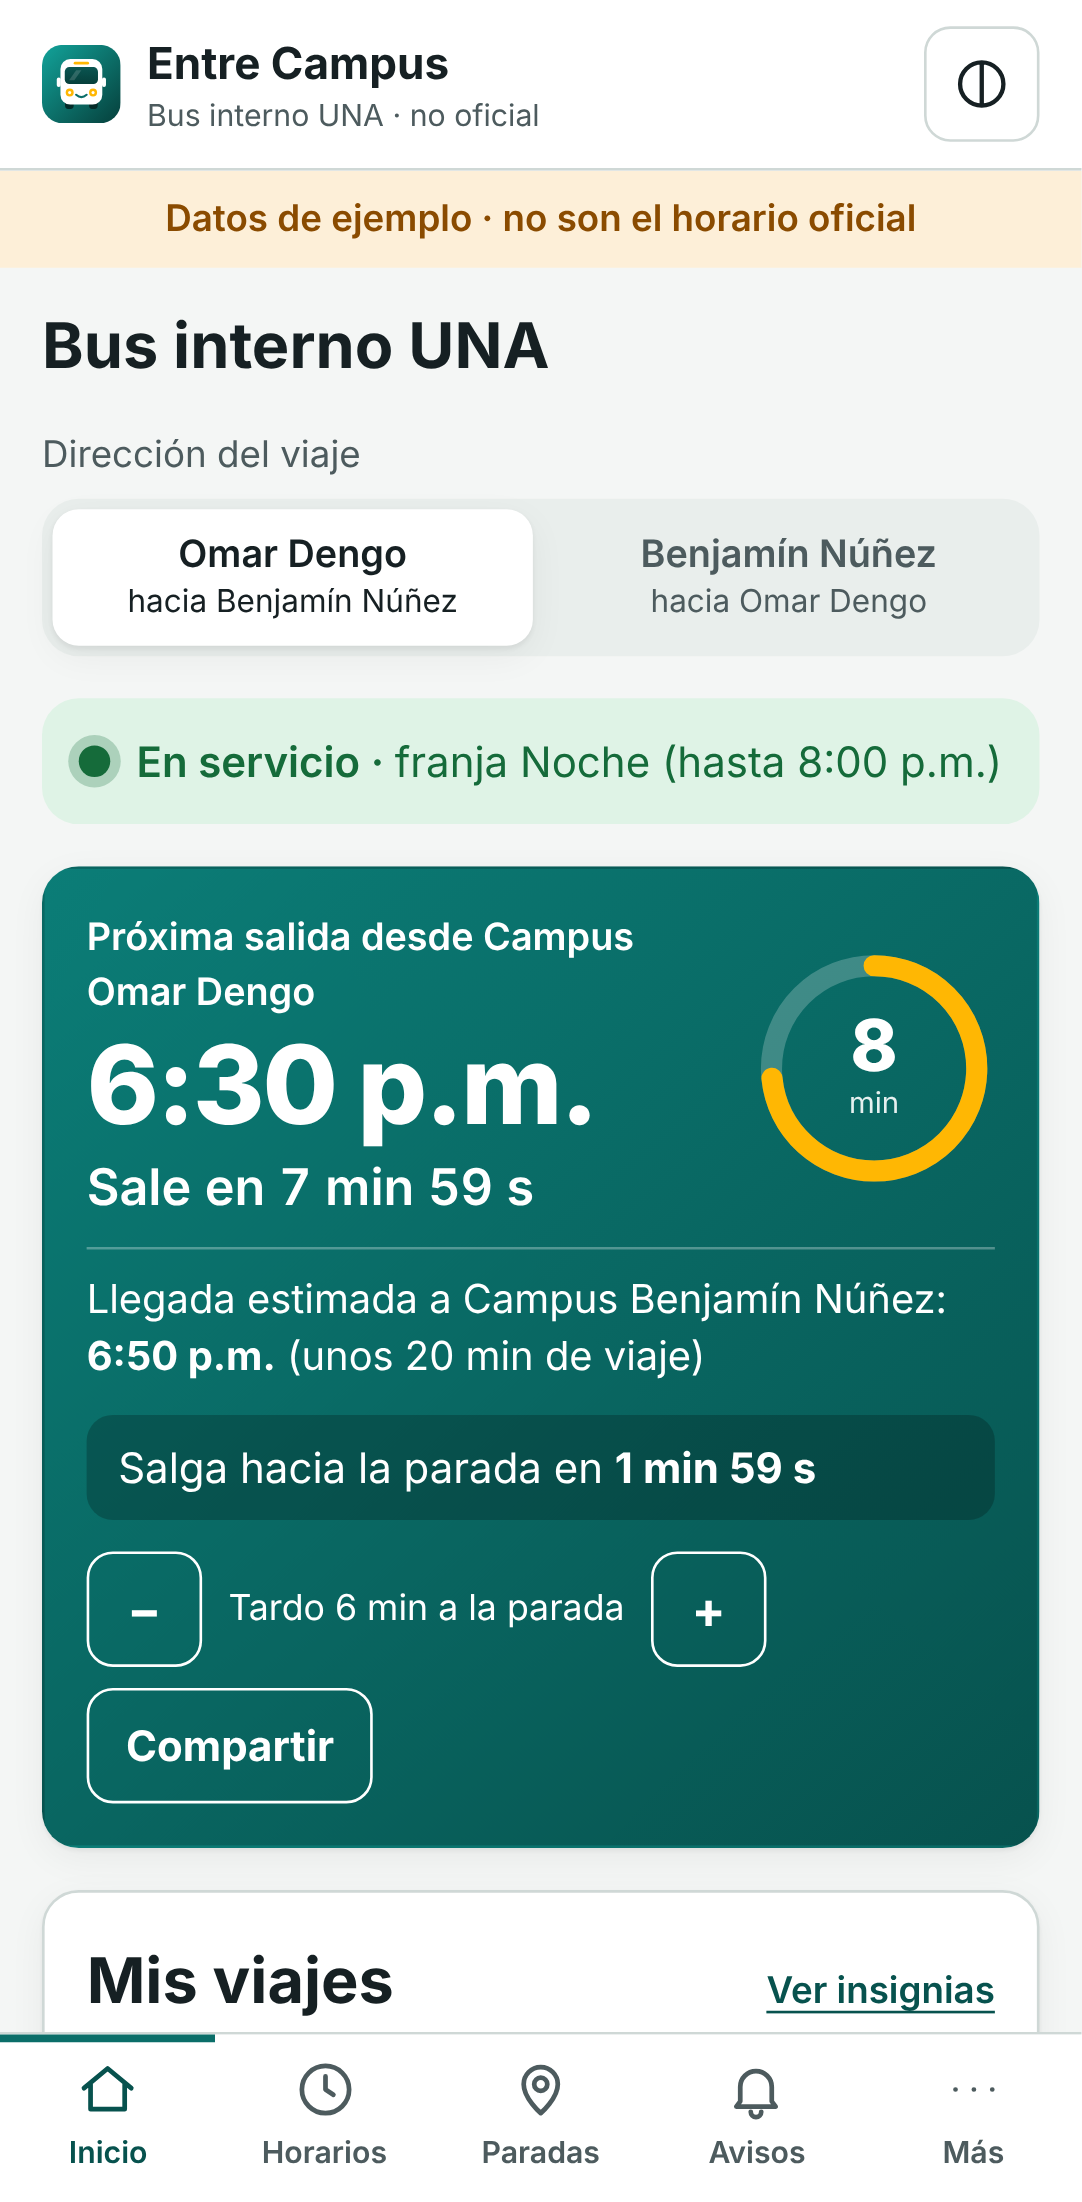 Entre Campus
Bus interno UNA · no oficial
Datos de ejemplo · no son el horario oficial
Bus interno UNA
Dirección del viaje
Omar Dengo
hacia Benjamín Núñez
Benjamín Núñez
hacia Omar Dengo
En servicio · franja Noche (hasta 8:00 p.m.)
Próxima salida desde Campus
Omar Dengo
6:30 p.m.
Sale en 7 min 59 s
8
min
Llegada estimada a Campus Benjamín Núñez:
6:50 p.m. (unos 20 min de viaje)
Salga hacia la parada en 1 min 59 s
− Tardo 6 min a la parada +
Compartir
Mis viajes
Ver insignias
Inicio
Horarios
Paradas
Avisos
Más